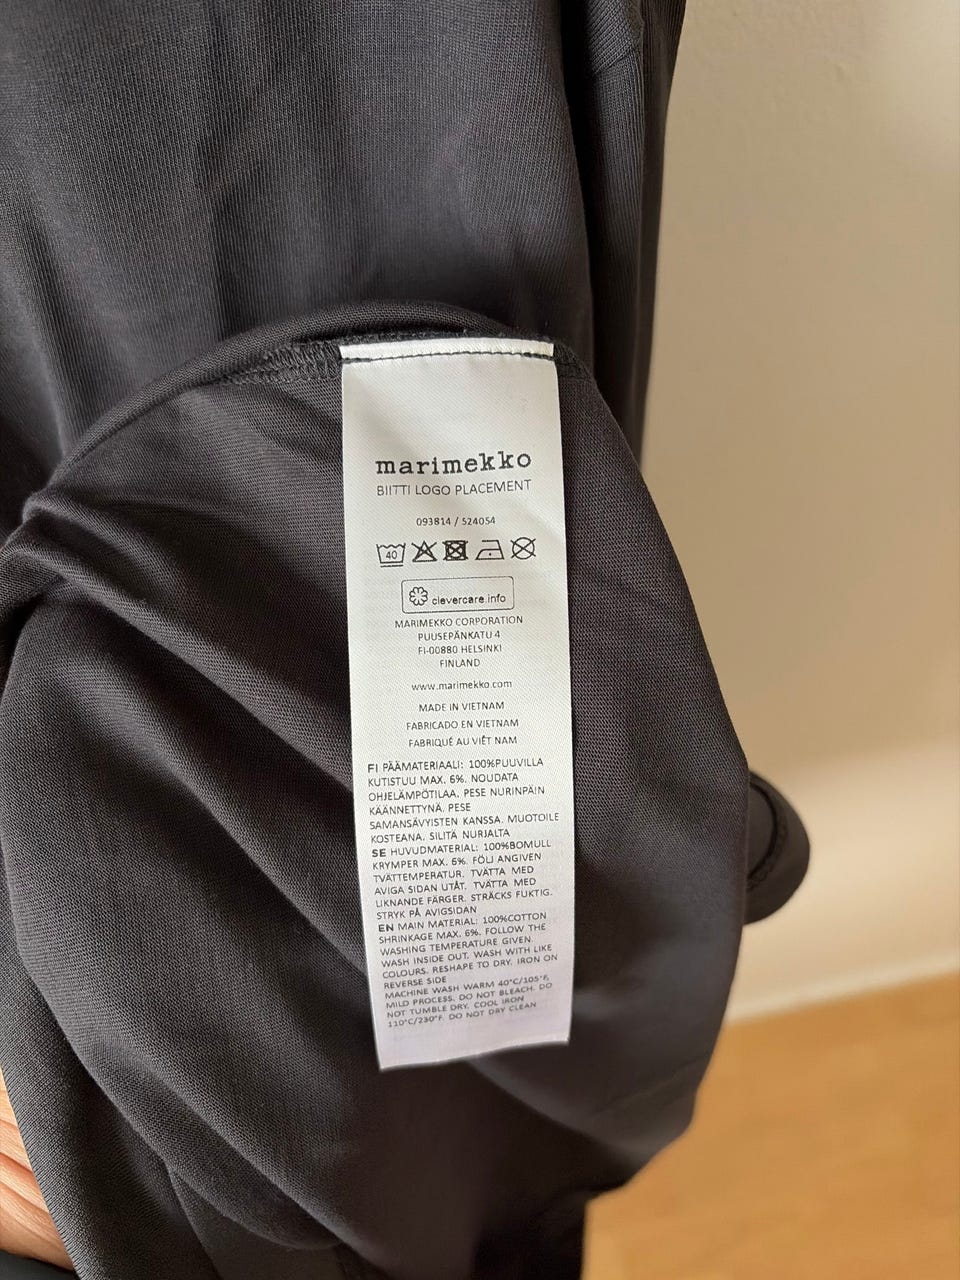 marimekko
BIITTI LOGO PLACEMENT
093814 / 524054
40
clevercare.info
MARIMEKKO CORPORATION
PUUSEPÄNKATU 4
FI-00880 HELSINKI
FINLAND
www.marimekko.com
MADE IN VIETNAM
FABRICADO EN VIETNAM
FABRIQUÉ AU VIÊT NAM
FI PÄÄMATERIAALI: 100%PUUVILLA
KUTISTUU MAX. 6%. NOUDATA
OHJELÄMPÖTILAA. PESE NURINPÄIN
KÄÄNNETTYNÄ. PESE
SAMANSÄVYISTEN KANSSA. MUOTOILE
KOSTEANA. SILITÄ NURJALTA
SE HUVUDMATERIAL: 100%BOMULL
KRYMPER MAX. 6%. FÖLJ ANGIVEN
TVÄTTEMPERATUR. TVÄTTA MED
AVIGA SIDAN UTÅT. TVÄTTA MED
LIKNANDE FÄRGER. STRÄCKS FUKTIG.
STRYK PÅ AVIGSIDAN
EN MAIN MATERIAL: 100%COTTON
SHRINKAGE MAX. 6%. FOLLOW THE
WASHING TEMPERATURE GIVEN.
WASH INSIDE OUT. WASH WITH LIKE
COLOURS. RESHAPE TO DRY. IRON ON
REVERSE SIDE
MACHINE WASH WARM 40°C/105°F,
MILD PROCESS. DO NOT BLEACH. DO
NOT TUMBLE DRY. COOL IRON
110°C/230°F. DO NOT DRY CLEAN